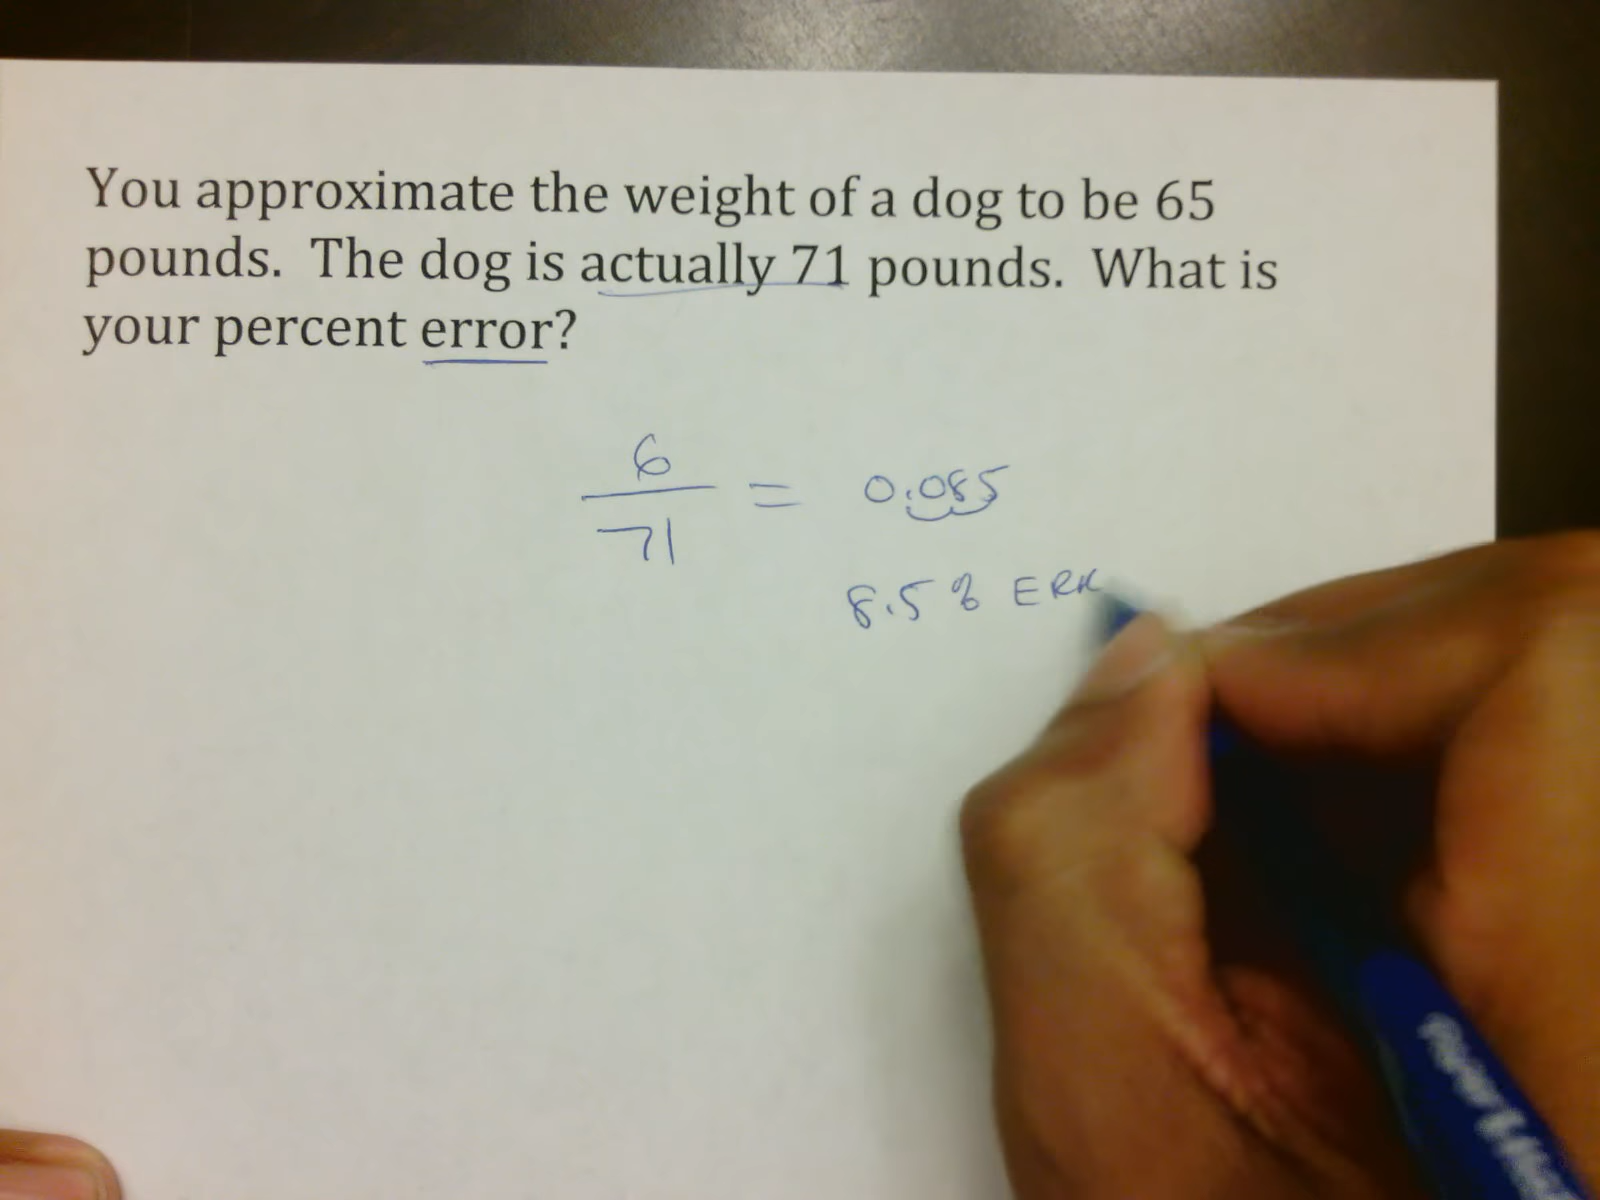 You approximate the weight of a dog to be 65
pounds. The dog is actually 71 pounds. What is
your percent error?
6
71
= 0.085
8.5 %